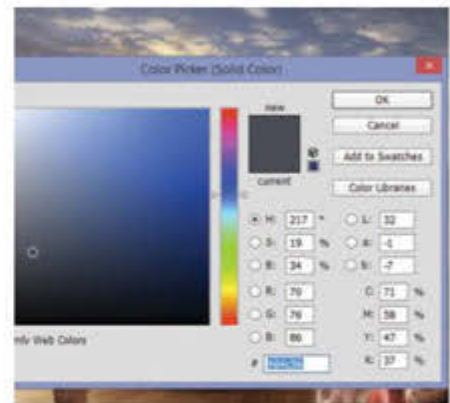 Color Picker (Solid Color)
new
current
OK
Cancel
Add to Swatches
Color Libraries
H: 217 °
S: 19 %
B: 34 %
R: 70
G: 76
B: 86
L: 32
a: -1
b: -7
C: 71 %
M: 58 %
Y: 47 %
K: 37 %
Web Colors
#